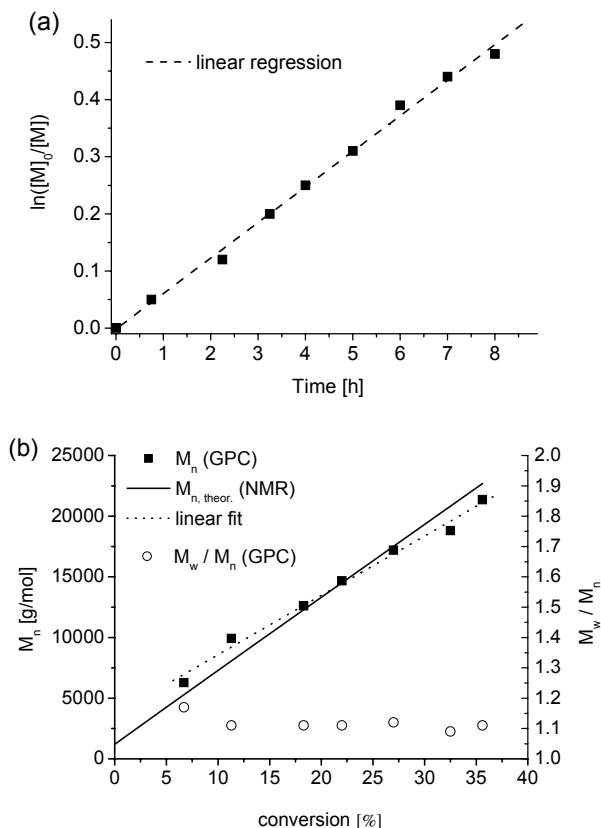 (a)
0.5
0.4
0.3
0.2
0.1
0.0
ln([M]0/[M])
linear regression
0 1 2 3 4 5 6 7 8
Time [h]
(b)
25000
20000
15000
10000
5000
0
Mn [g/mol]
Mn (GPC)
Mn, theor. (NMR)
linear fit
Mw / Mn (GPC)
2.0
1.9
1.8
1.7
1.6
1.5
1.4
1.3
1.2
1.1
1.0
Mw / Mn
0 5 10 15 20 25 30 35 40
conversion [%]